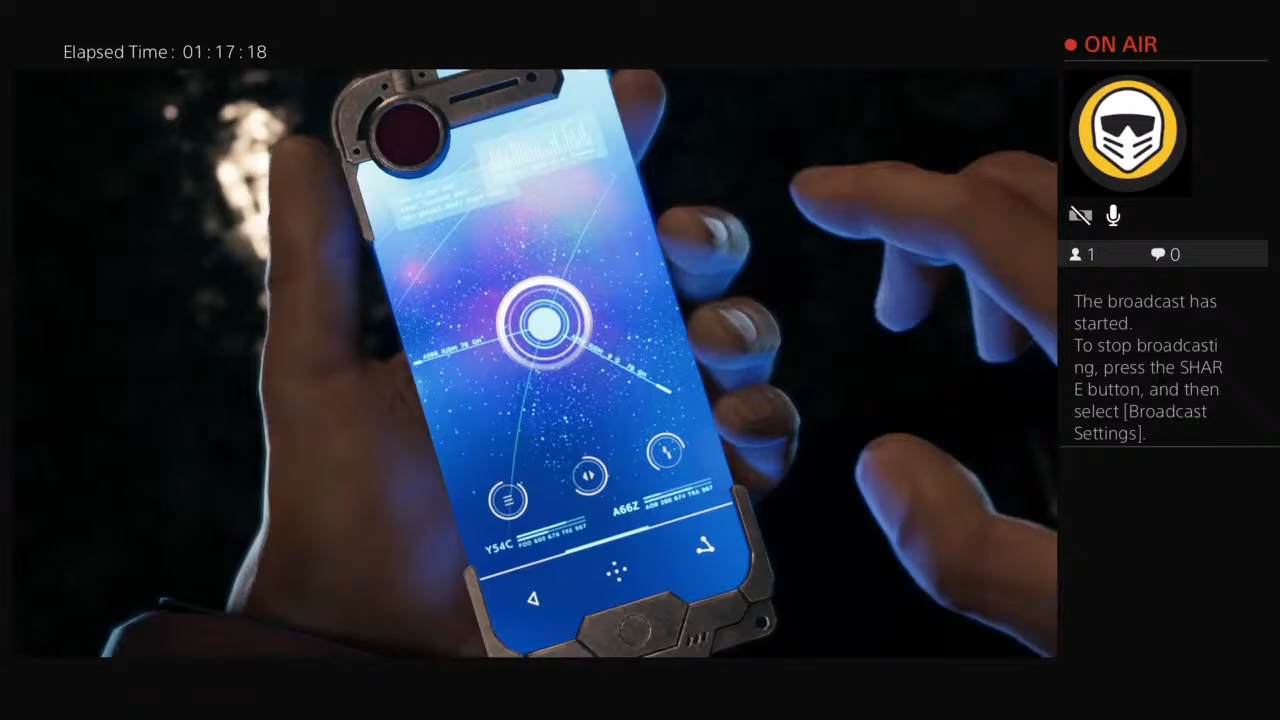 Elapsed Time: 01:17:18
ON AIR
1
0
The broadcast has
started.
To stop broadcasti
ng, press the SHAR
E button, and then
select [Broadcast
Settings].
A66Z
Y54C